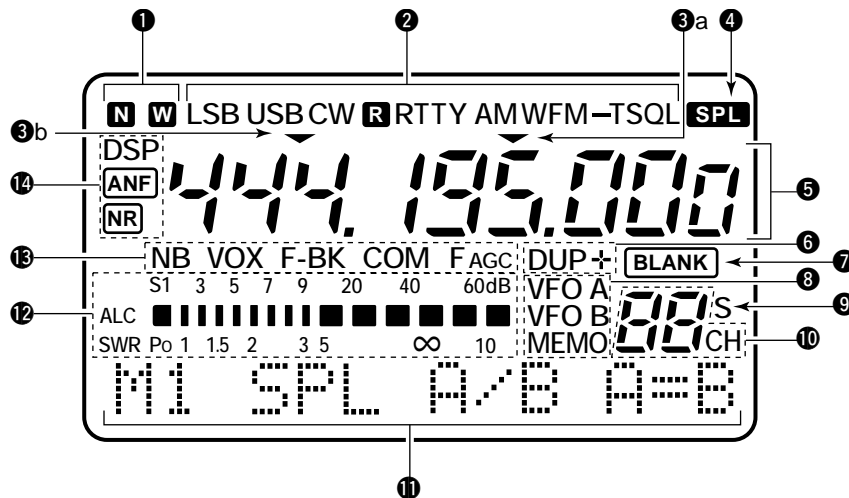 ❶ ❷ ❸a ❹
N W LSB USB CW R RTTY AM WFM –TSQL SPL
❸b
DSP
⓮ ANF 444.195.000 ❺
NR
❻
⓭ NB VOX F-BK COM F AGC DUP + BLANK ❼
❽
S1 3 5 7 9 20 40 60dB VFO A
⓬ ALC VFO B 88 S ❾
SWR Po 1 1.5 2 3 5 ∞ 10 MEMO CH ❿
M1 SPL A/B A=B
⓫